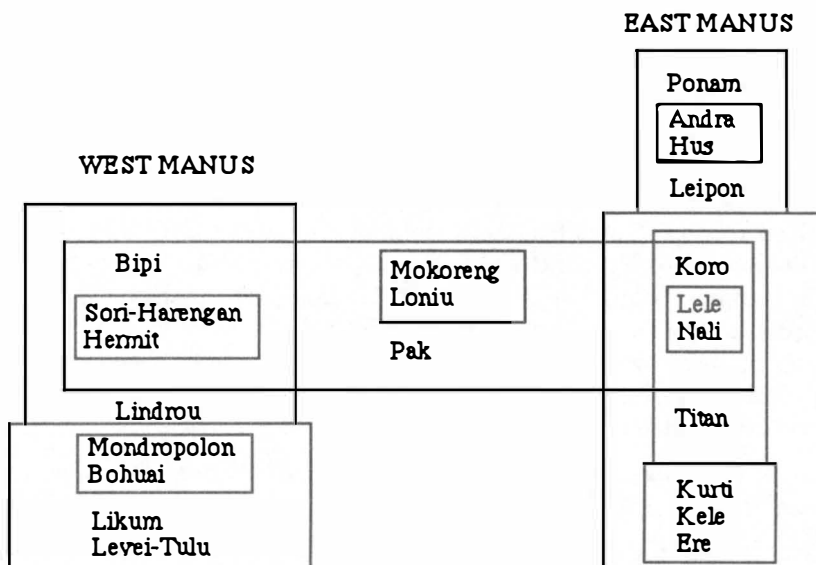 EAST MANUS
Ponam
Andra
Hus
Leipon
WEST MANUS
Bipi
Sori-Harengan
Hermit
Lindrou
Mondropolon
Bohuai
Likum
Levei-Tulu
Mokoreng
Loniu
Pak
Koro
Lele
Nali
Titan
Kurti
Kele
Ere